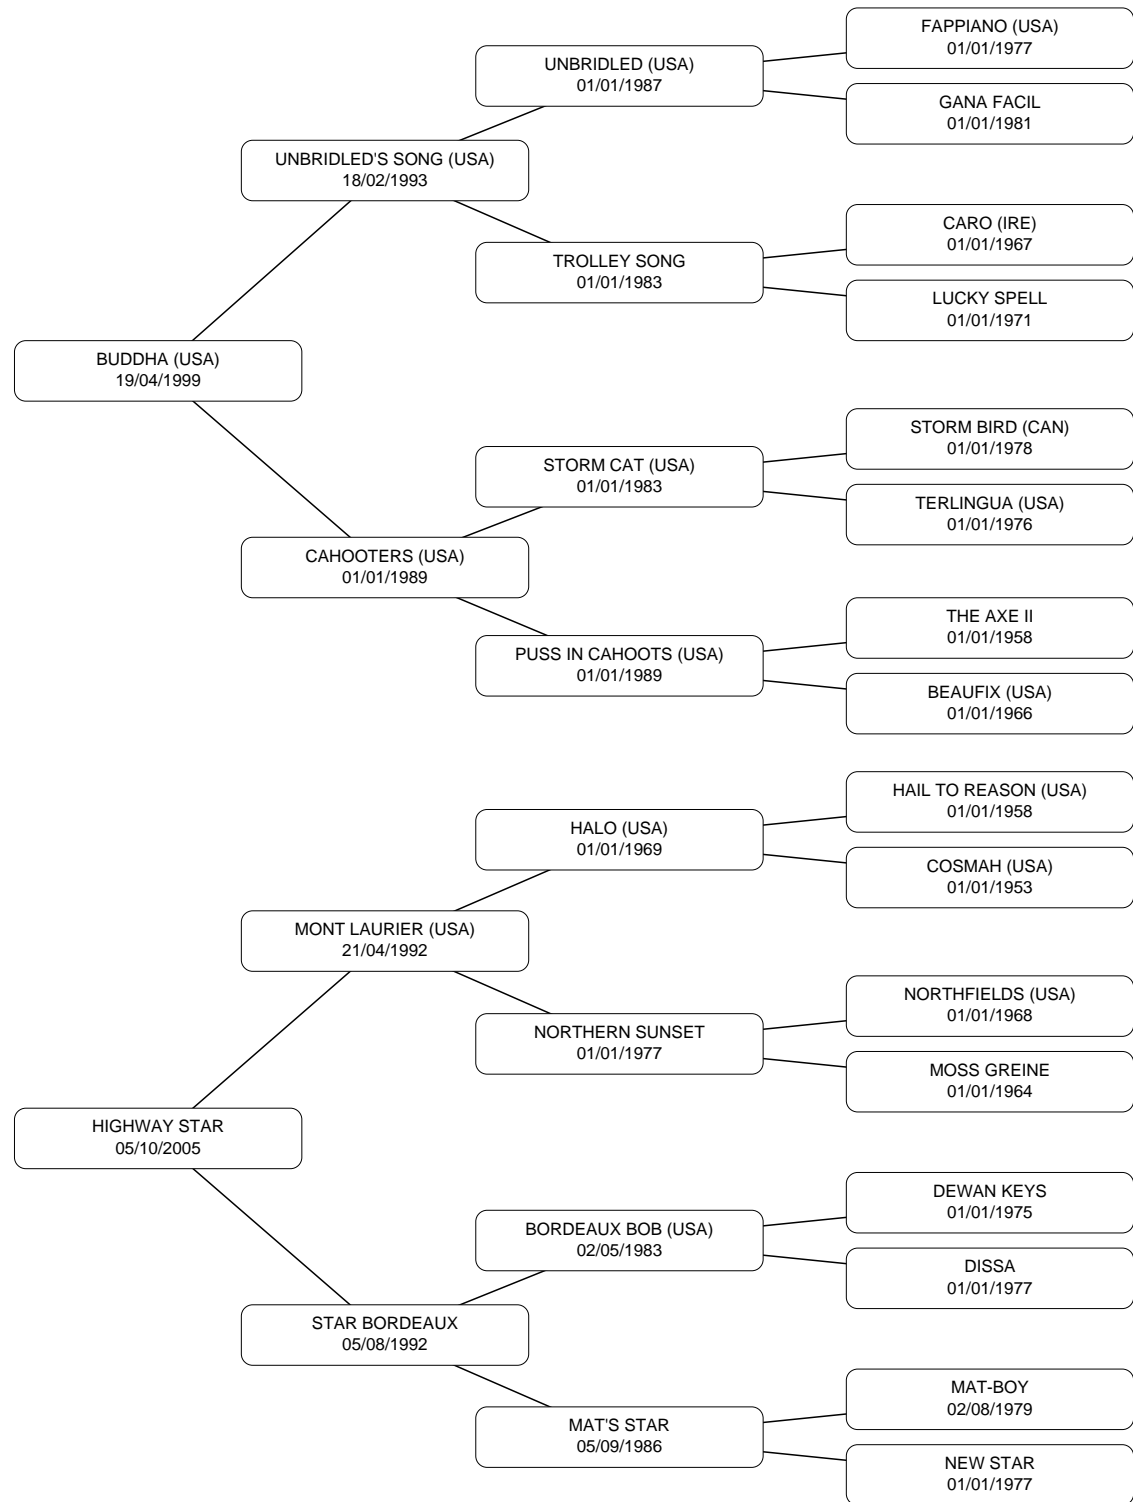 FAPPIANO (USA)
01/01/1977
UNBRIDLED (USA)
01/01/1987
GANA FACIL
01/01/1981
UNBRIDLED'S SONG (USA)
18/02/1993
CARO (IRE)
01/01/1967
TROLLEY SONG
01/01/1983
LUCKY SPELL
01/01/1971
BUDDHA (USA)
19/04/1999
STORM BIRD (CAN)
01/01/1978
STORM CAT (USA)
01/01/1983
TERLINGUA (USA)
01/01/1976
CAHOOTERS (USA)
01/01/1989
THE AXE II
01/01/1958
PUSS IN CAHOOTS (USA)
01/01/1989
BEAUFIX (USA)
01/01/1966
HAIL TO REASON (USA)
01/01/1958
HALO (USA)
01/01/1969
COSMAH (USA)
01/01/1953
MONT LAURIER (USA)
21/04/1992
NORTHFIELDS (USA)
01/01/1968
NORTHERN SUNSET
01/01/1977
MOSS GREINE
01/01/1964
HIGHWAY STAR
05/10/2005
DEWAN KEYS
01/01/1975
BORDEAUX BOB (USA)
02/05/1983
DISSA
01/01/1977
STAR BORDEAUX
05/08/1992
MAT-BOY
02/08/1979
MAT'S STAR
05/09/1986
NEW STAR
01/01/1977